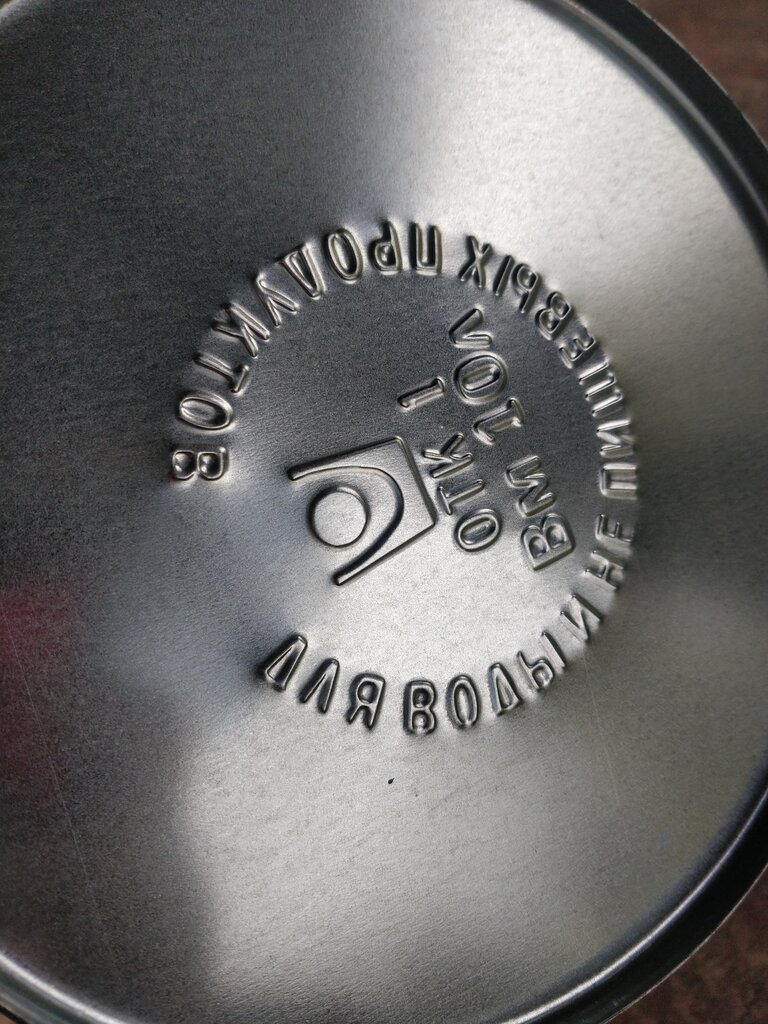 ДЛЯ ВОДЫ И НЕ ПИЩЕВЫХ ПРОДУКТОВ
ОТК 1
ВМ 10Л